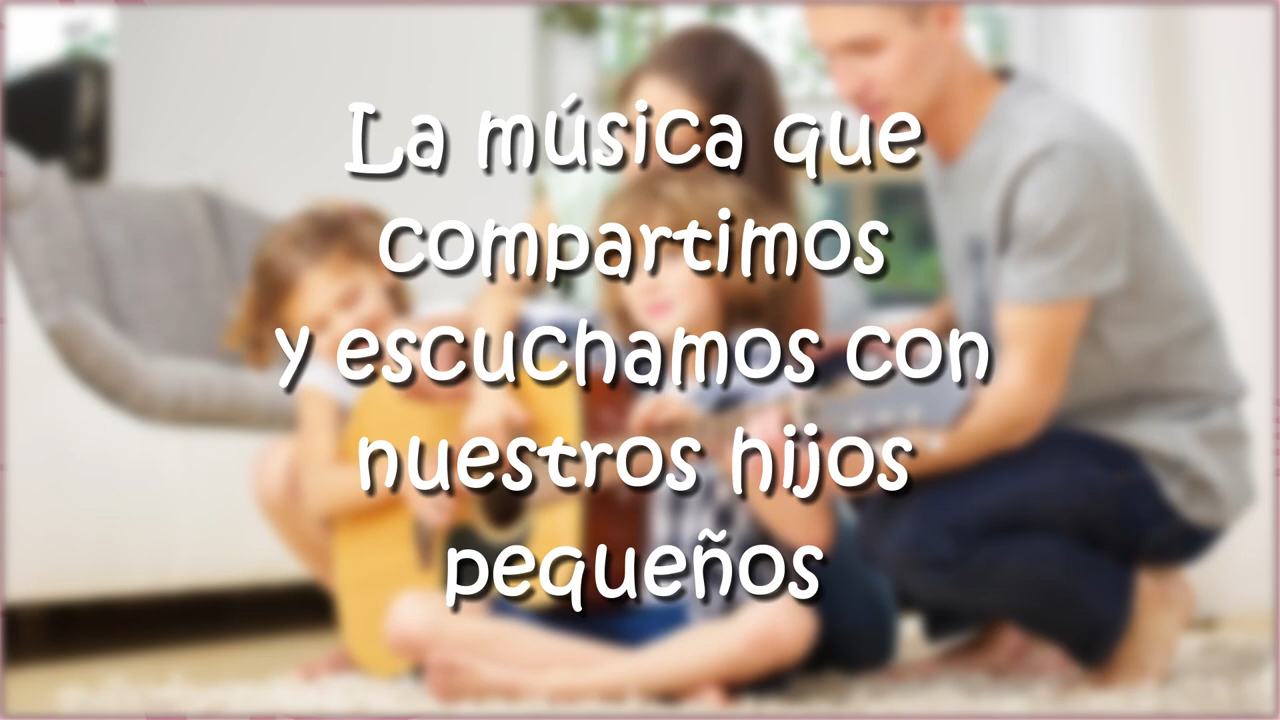 La música que
compartimos
y escuchamos con
nuestros hijos
pequeños